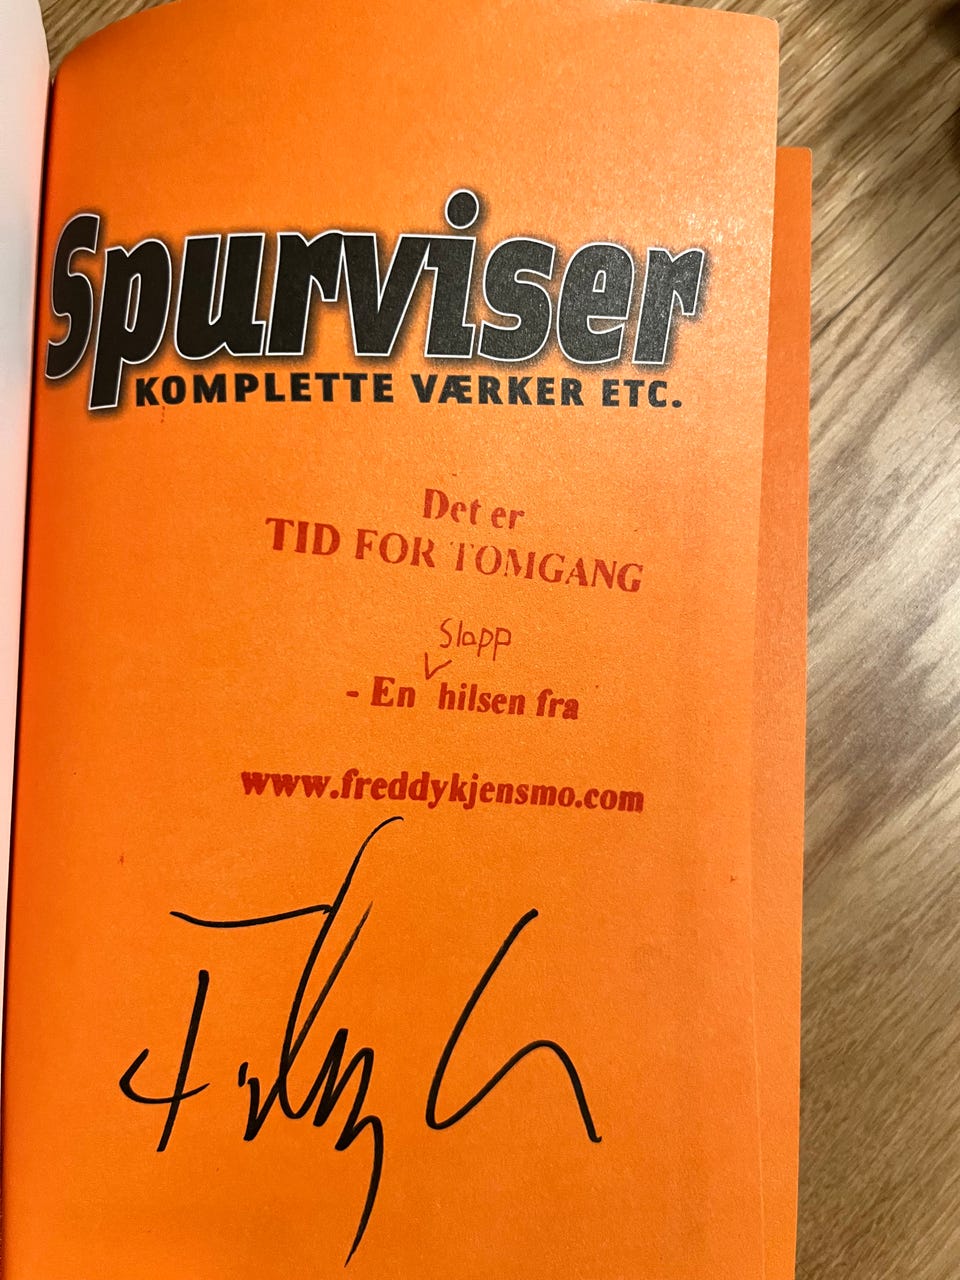 Spurviser
KOMPLETTE VÆRKER ETC.
Det er
TID FOR TOMGANG
Slapp
- En hilsen fra
www.freddykjensmo.com